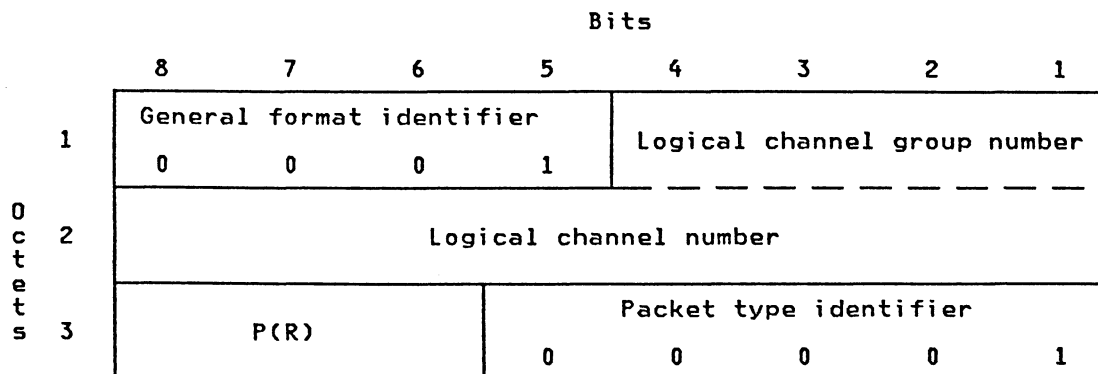 Bits
8 7 6 5 4 3 2 1
General format identifier
1 Logical channel group number
0 0 0 1
Octets
2 Logical channel number
Packet type identifier
3 P(R)
0 0 0 0 1